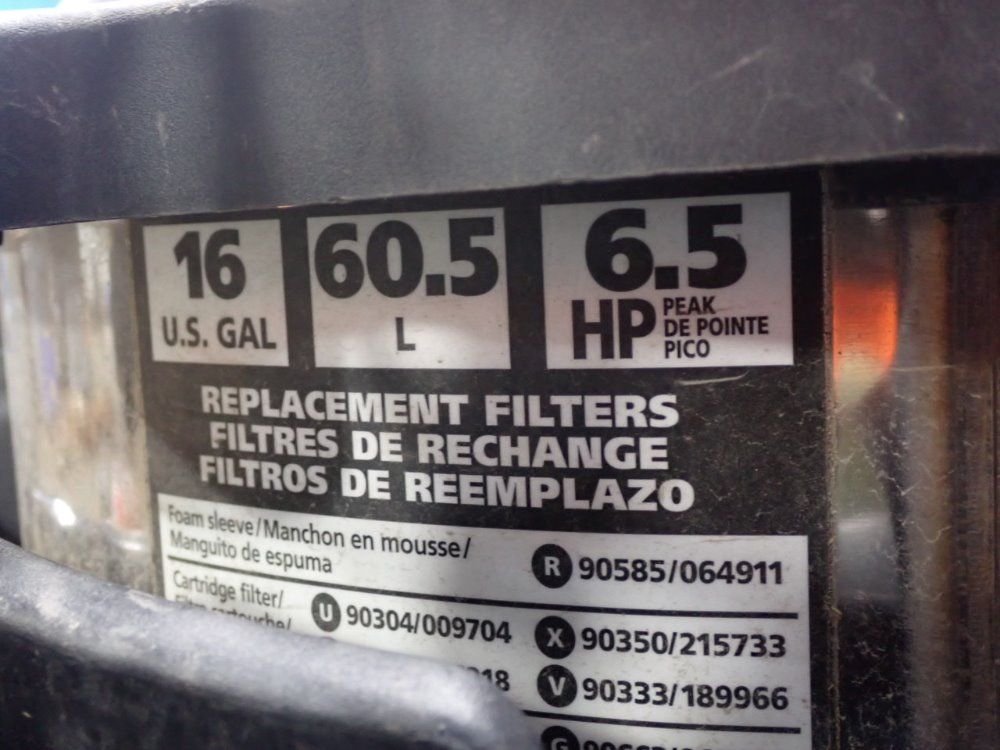 16
U.S. GAL
60.5
L
6.5
HP PEAK
DE POINTE
PICO
REPLACEMENT FILTERS
FILTRES DE RECHANGE
FILTROS DE REEMPLAZO
Foam sleeve/Manchon en mousse/
Manguito de espuma
R 90585/064911
Cartridge filter/
U 90304/009704
X 90350/215733
V 90333/189966
G